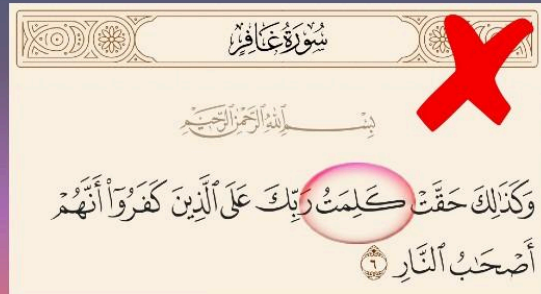 سُورَةُ غَافِرٍ
بِسْمِ ٱللَّهِ ٱلرَّحْمَٰنِ ٱلرَّحِيمِ
وَكَذَٰلِكَ حَقَّتْ كَلِمَتُ رَبِّكَ عَلَى ٱلَّذِينَ كَفَرُوٓا۟ أَنَّهُمْ
أَصْحَٰبُ ٱلنَّارِ ٦